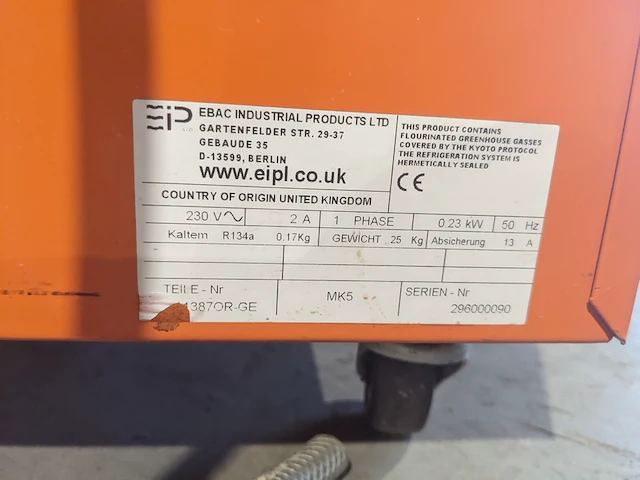 EIP EBAC INDUSTRIAL PRODUCTS LTD
GARTENFELDER STR. 29-37
GEBAUDE 35
D-13599, BERLIN
www.eipl.co.uk
THIS PRODUCT CONTAINS
FLOURINATED GREENHOUSE GASSES
COVERED BY THE KYOTO PROTOCOL
THE REFRIGERATION SYSTEM IS
HERMETICALLY SEALED
CE
COUNTRY OF ORIGIN UNITED KINGDOM
230 V 2 A 1 PHASE 0.23 kW 50 Hz
Kaltem R134a 0,17Kg GEWICHT 25 Kg Absicherung 13 A
TEILE - Nr MK5 SERIEN - Nr
1387OR-GE 296000090